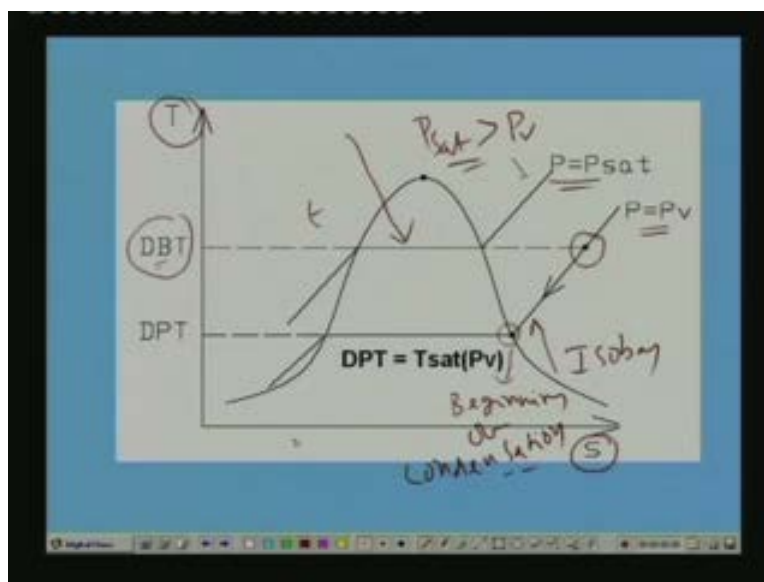 T
Psat > Pv
P=Psat
P=Pv
t
DBT
DPT
DPT = Tsat(Pv)
Isobar
Beginning
of
condensation
S